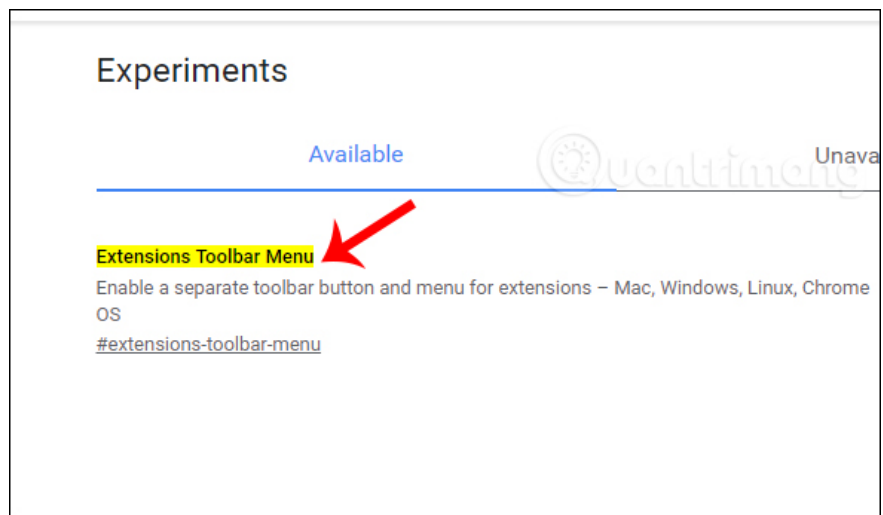 Experiments
Available
Unava
Quantrimang
Extensions Toolbar Menu
Enable a separate toolbar button and menu for extensions – Mac, Windows, Linux, Chrome
OS
#extensions-toolbar-menu